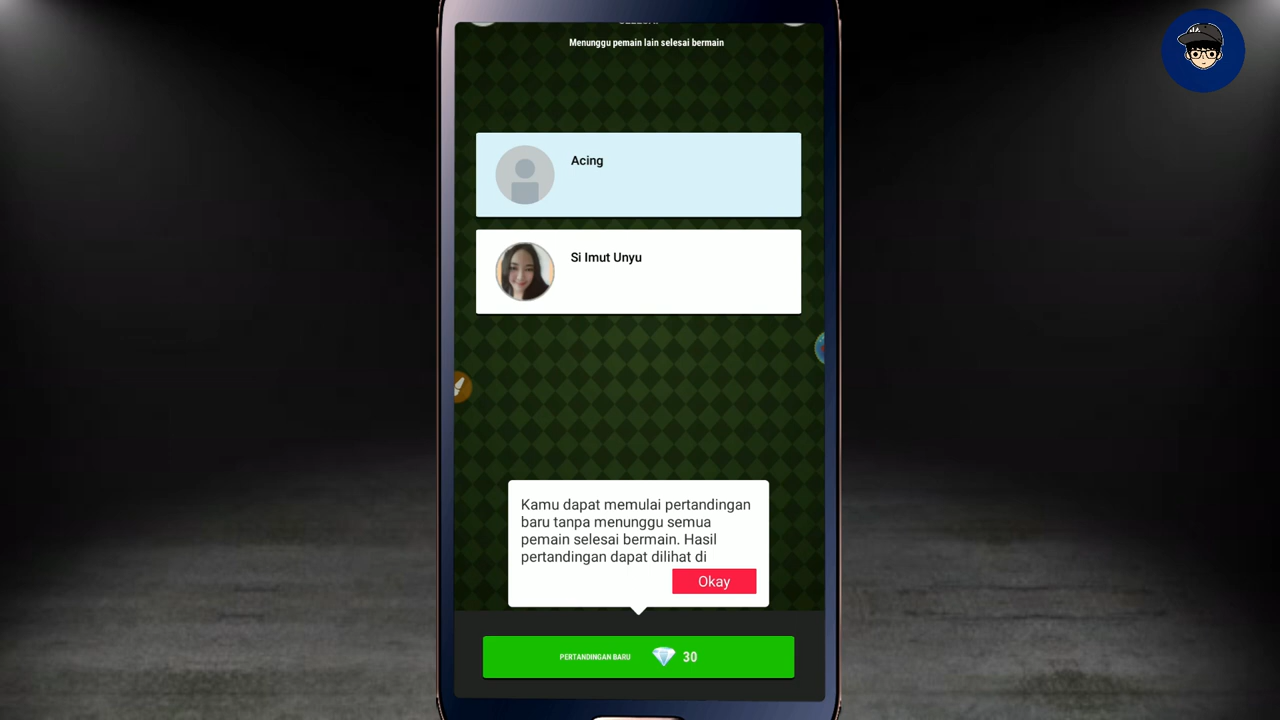 Menunggu pemain lain selesai bermain
Acing
Si Imut Unyu
Kamu dapat memulai pertandingan
baru tanpa menunggu semua
pemain selesai bermain. Hasil
pertandingan dapat dilihat di
Okay
PERTANDINGAN BARU 30